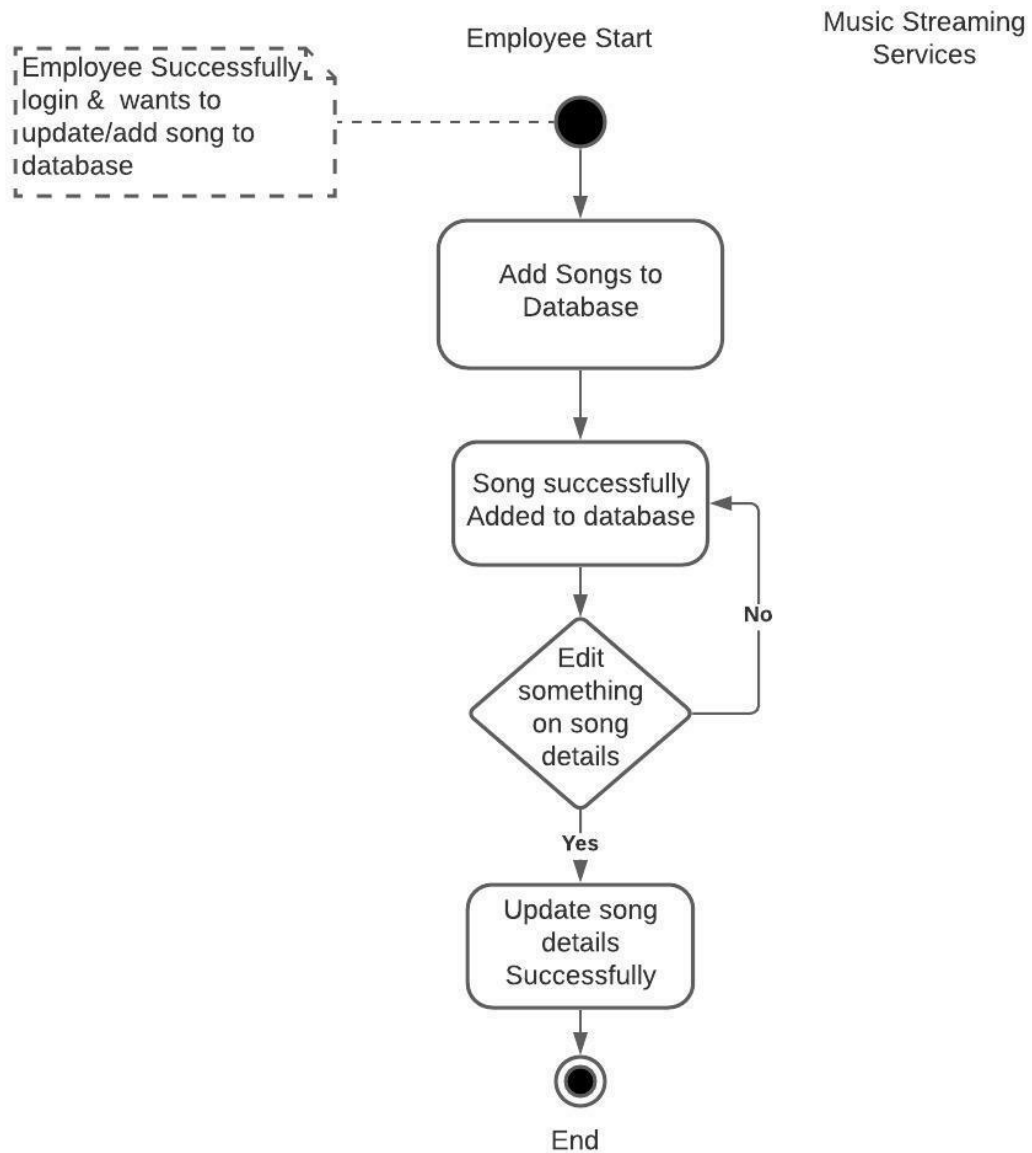 Employee Start
Music Streaming
Services
Employee Successfully
login & wants to
update/add song to
database
Add Songs to
Database
Song successfully
Added to database
No
Edit
something
on song
details
Yes
Update song
details
Successfully
End